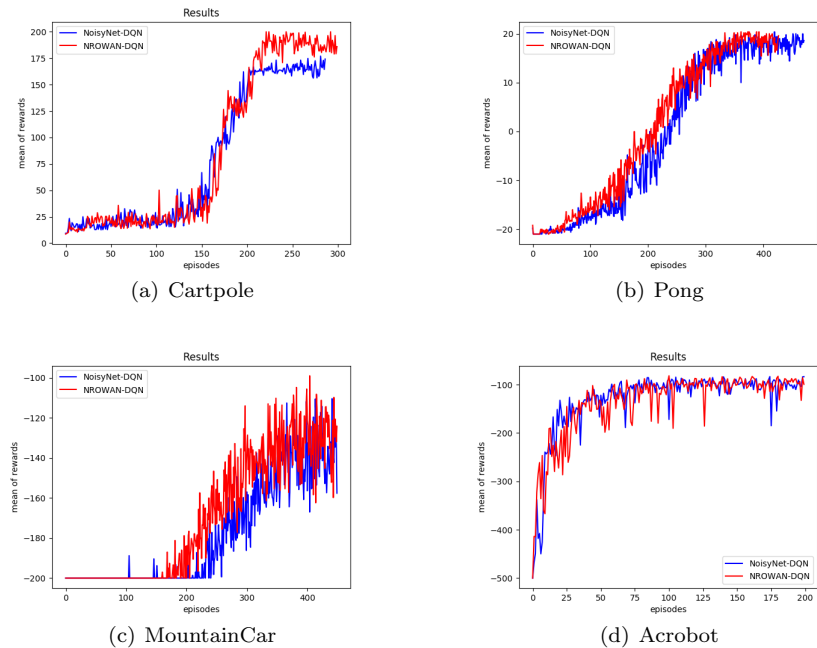 Results
NoisyNet-DQN
NROWAN-DQN
mean of rewards
200
175
150
125
100
75
50
25
0
0 50 100 150 200 250 300
episodes
(a) Cartpole
NoisyNet-DQN
NROWAN-DQN
mean of rewards
20
10
0
−10
−20
0 100 200 300 400
episodes
(b) Pong
Results
NoisyNet-DQN
NROWAN-DQN
mean of rewards
−100
−120
−140
−160
−180
−200
0 100 200 300 400
episodes
(c) MountainCar
Results
mean of rewards
−100
−200
−300
−400
−500
NoisyNet-DQN
NROWAN-DQN
0 25 50 75 100 125 150 175 200
episodes
(d) Acrobot